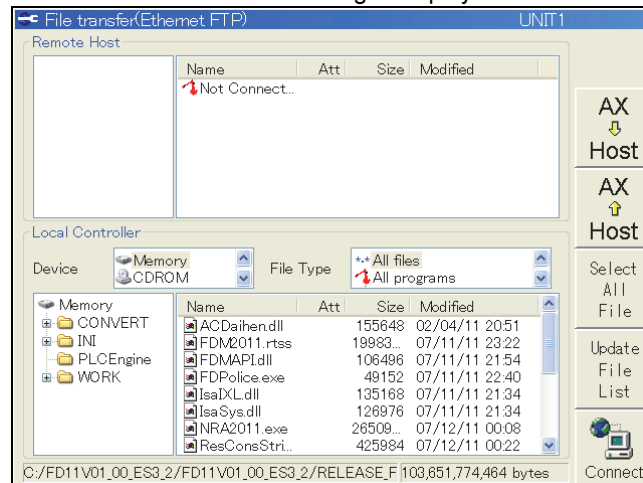 File transfer(Ethernet FTP) UNIT1
Remote Host
Name Att Size Modified
Not Connect...
AX
Host
AX
Host
Local Controller
Device Memory CDROM File Type *.* All files All programs
Select All File
Memory
CONVERT
INI
PLCEngine
WORK
Name Att Size Modified
ACDaihen.dll 155648 02/04/11 20:51
FDM2011.rtss 19983... 07/11/11 23:22
FDMAPI.dll 106496 07/11/11 21:54
FDPolice.exe 49152 07/11/11 22:40
IsaIXL.dll 135168 07/11/11 21:34
IsaSys.dll 126976 07/11/11 21:34
NRA2011.exe 26509... 07/12/11 00:08
ResConsStri... 425984 07/12/11 00:22
Update File List
Connect
C:/FD11V01_00_ES3_2/FD11V01_00_ES3_2/RELEASE_F 103,651,774,464 bytes